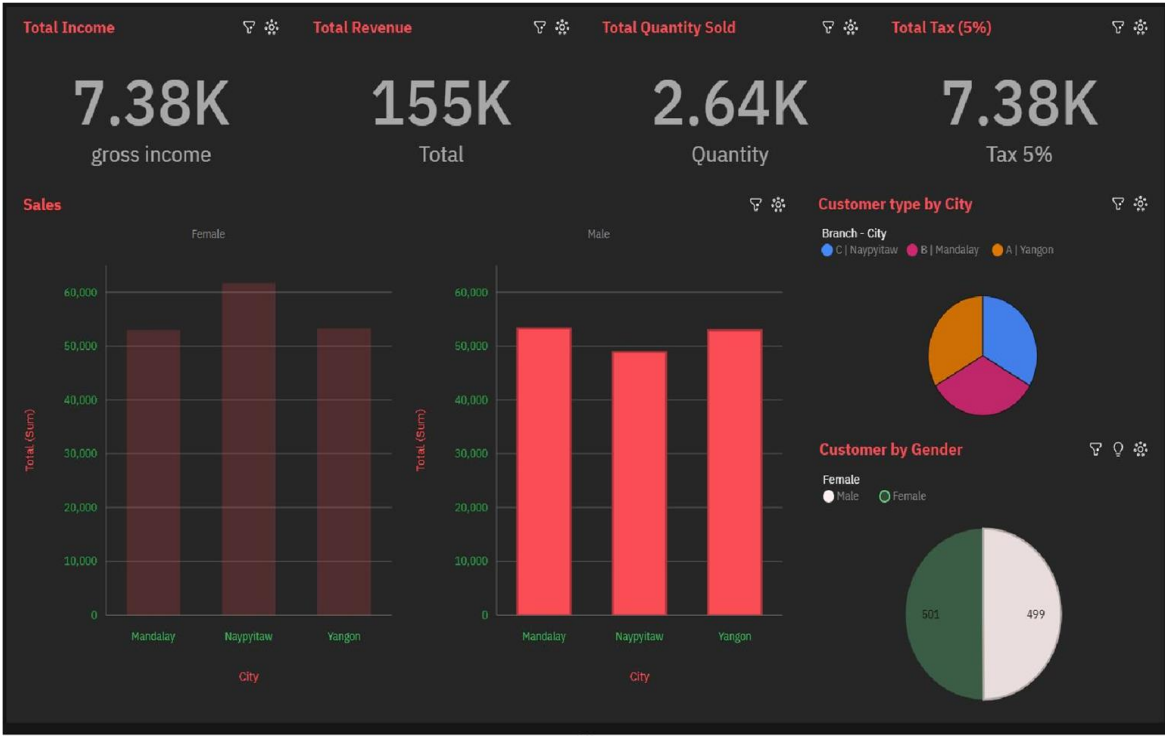 Total Income
Total Revenue
Total Quantity Sold
Total Tax (5%)
7.38K
155K
2.64K
7.38K
gross income
Total
Quantity
Tax 5%
Sales
Customer type by City
Female
Male
Branch - City
C | Naypyitaw B | Mandalay A | Yangon
60,000
50,000
40,000
30,000
20,000
10,000
0
Total (Sum)
Mandalay Naypyitaw Yangon
City
60,000
50,000
40,000
30,000
20,000
10,000
0
Total (Sum)
Mandalay Naypyitaw Yangon
City
Customer by Gender
Female
Male Female
501
499